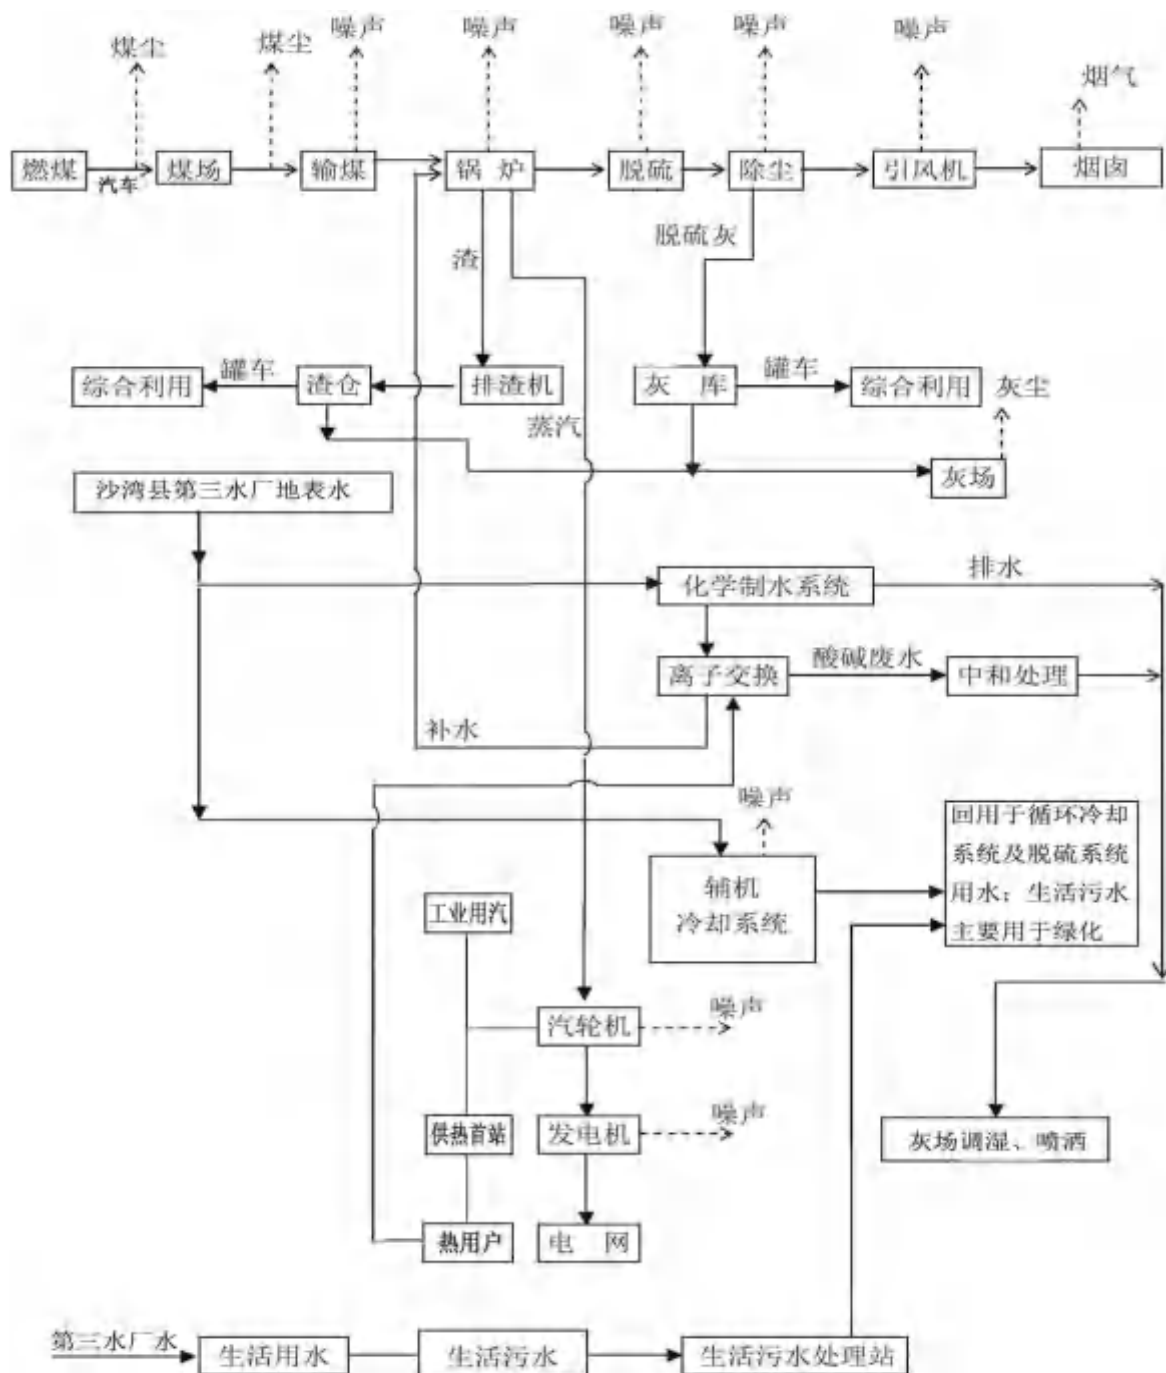 煤尘
煤尘
噪声
噪声
噪声
噪声
噪声
烟气
燃煤
汽车
煤场
输煤
锅 炉
脱硫
除尘
引风机
烟囱
渣
脱硫灰
综合利用
罐车
渣仓
排渣机
灰 库
罐车
综合利用
灰尘
蒸汽
灰场
沙湾县第三水厂地表水
化学制水系统
排水
离子交换
酸碱废水
中和处理
补水
噪声
辅机
冷却系统
回用于循环冷却
系统及脱硫系统
用水；生活污水
主要用于绿化
工业用汽
汽轮机
噪声
供热首站
发电机
噪声
灰场调湿、喷洒
热用户
电 网
第三水厂水
生活用水
生活污水
生活污水处理站